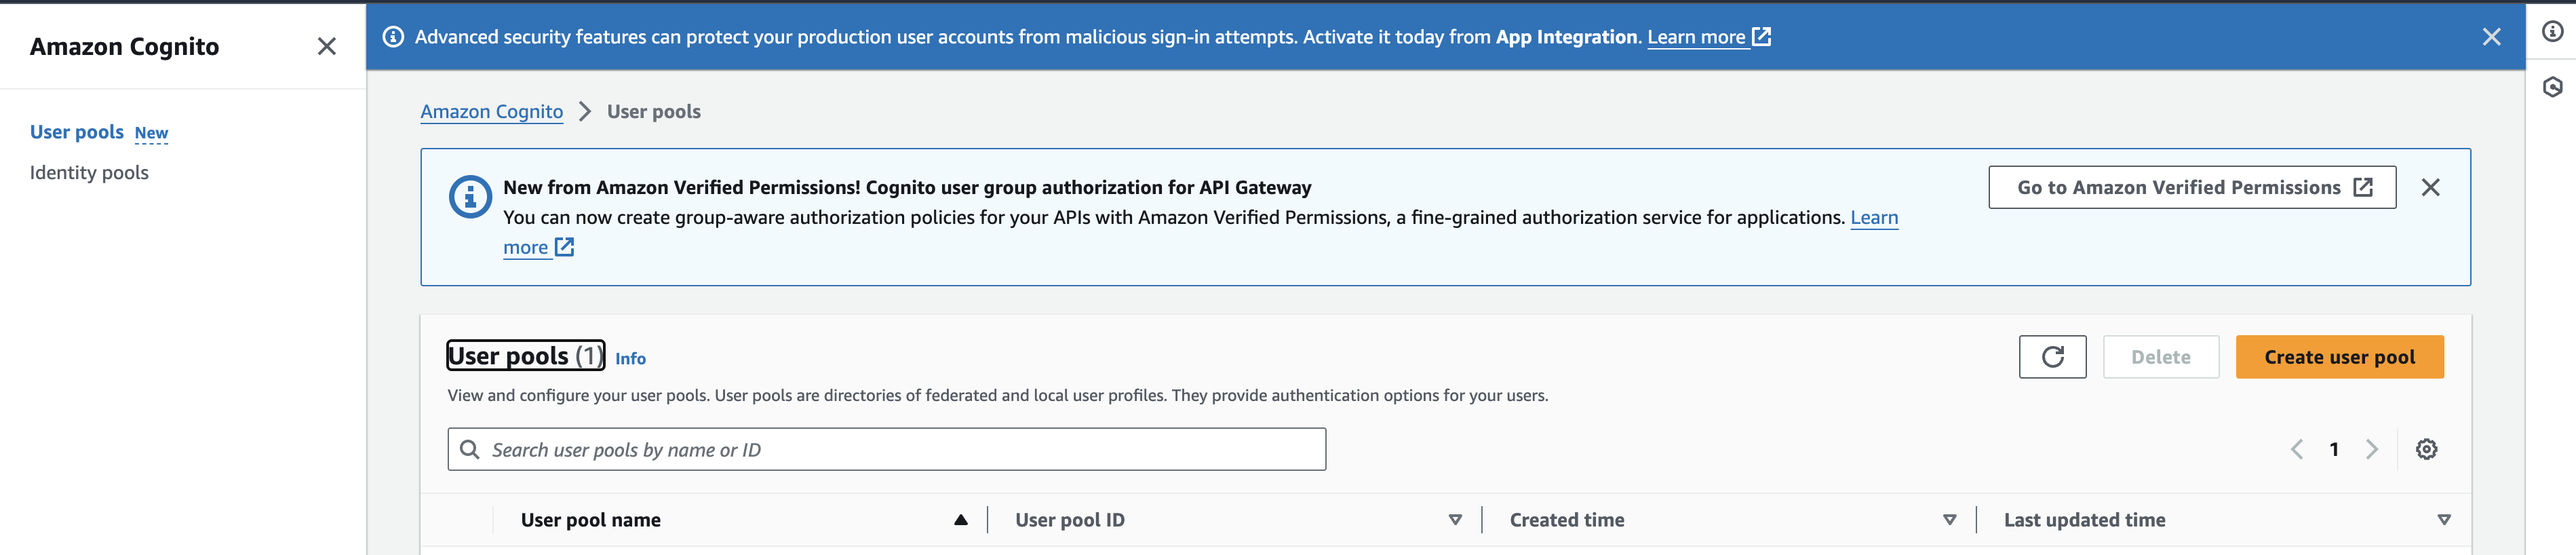 Amazon Cognito
User pools New
Identity pools
Advanced security features can protect your production user accounts from malicious sign-in attempts. Activate it today from App Integration. Learn more
Amazon Cognito > User pools
New from Amazon Verified Permissions! Cognito user group authorization for API Gateway
You can now create group-aware authorization policies for your APIs with Amazon Verified Permissions, a fine-grained authorization service for applications. Learn
more
Go to Amazon Verified Permissions
User pools (1) Info
Delete
Create user pool
View and configure your user pools. User pools are directories of federated and local user profiles. They provide authentication options for your users.
Search user pools by name or ID
1
User pool name
User pool ID
Created time
Last updated time